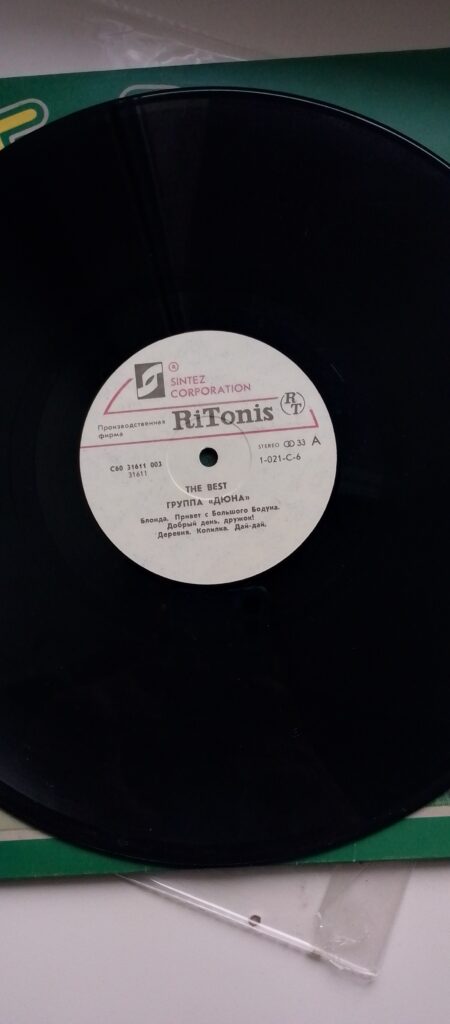 ®
SINTEZ
CORPORATION
Производственная
фирма
RiTonis
RT
С60 31611 003
31611
STEREO 33 A
1-021-C-6
THE BEST
ГРУППА «ДЮНА»
Блонда. Привет с Большого Бодуна.
Добрый день, дружок!
Деревня. Копилка. Дай-дай.